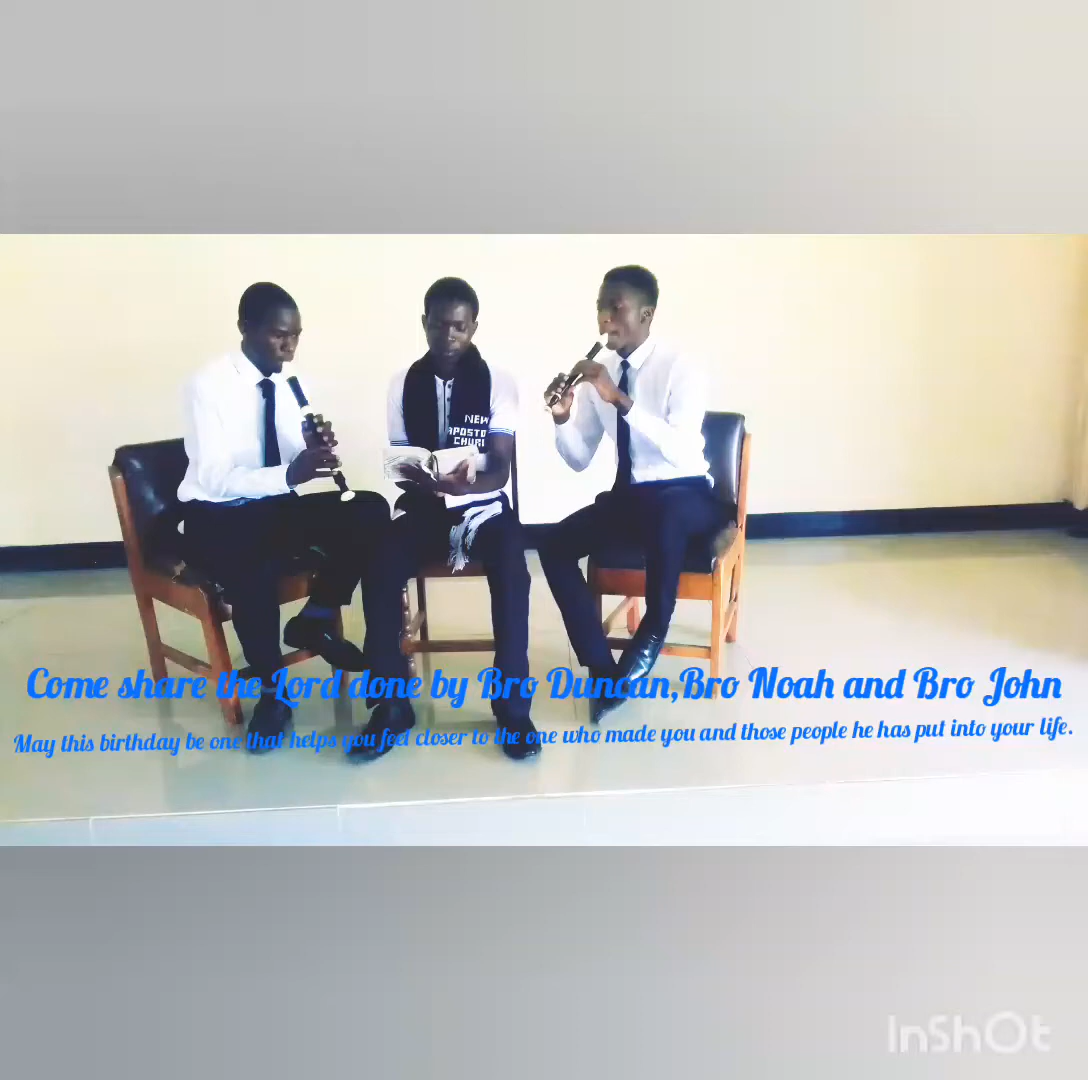 NEW
APOSTO
CHURI
Come share the Lord done by Bro Duncan,Bro Noah and Bro John
May this birthday be one that helps you feel closer to the one who made you and those people he has put into your life.
InShOt